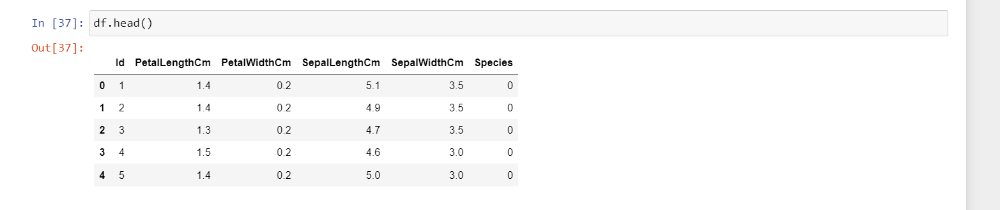 In [37]: df.head()
Out[37]:
Id PetalLengthCm PetalWidthCm SepalLengthCm SepalWidthCm Species
0 1 1.4 0.2 5.1 3.5 0
1 2 1.4 0.2 4.9 3.5 0
2 3 1.3 0.2 4.7 3.5 0
3 4 1.5 0.2 4.6 3.0 0
4 5 1.4 0.2 5.0 3.0 0